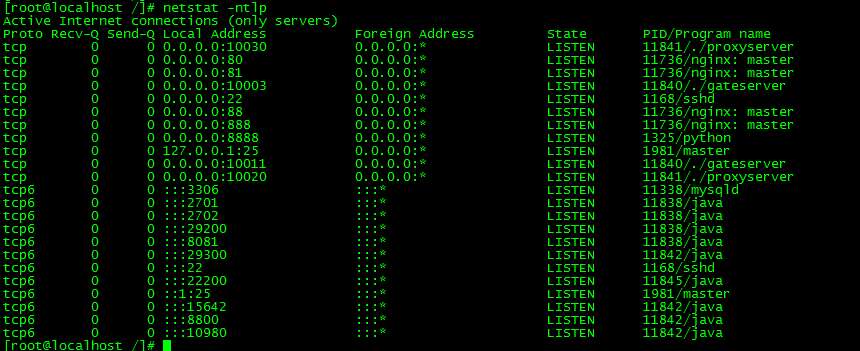 [root@localhost /]# netstat -ntlp
Active Internet connections (only servers)
Proto Recv-Q Send-Q Local Address           Foreign Address         State       PID/Program name
tcp        0      0 0.0.0.0:10030           0.0.0.0:*               LISTEN      11841/./proxyserver
tcp        0      0 0.0.0.0:80              0.0.0.0:*               LISTEN      11736/nginx: master
tcp        0      0 0.0.0.0:81              0.0.0.0:*               LISTEN      11736/nginx: master
tcp        0      0 0.0.0.0:10003           0.0.0.0:*               LISTEN      11840/./gateserver
tcp        0      0 0.0.0.0:22              0.0.0.0:*               LISTEN      1168/sshd
tcp        0      0 0.0.0.0:88              0.0.0.0:*               LISTEN      11736/nginx: master
tcp        0      0 0.0.0.0:888             0.0.0.0:*               LISTEN      11736/nginx: master
tcp        0      0 0.0.0.0:8888            0.0.0.0:*               LISTEN      1325/python
tcp        0      0 127.0.0.1:25            0.0.0.0:*               LISTEN      1981/master
tcp        0      0 0.0.0.0:10011           0.0.0.0:*               LISTEN      11840/./gateserver
tcp        0      0 0.0.0.0:10020           0.0.0.0:*               LISTEN      11841/./proxyserver
tcp6       0      0 :::3306                 :::*                    LISTEN      11338/mysqld
tcp6       0      0 :::2701                 :::*                    LISTEN      11838/java
tcp6       0      0 :::2702                 :::*                    LISTEN      11838/java
tcp6       0      0 :::29200                :::*                    LISTEN      11838/java
tcp6       0      0 :::8081                 :::*                    LISTEN      11838/java
tcp6       0      0 :::29300                :::*                    LISTEN      11842/java
tcp6       0      0 :::22                   :::*                    LISTEN      1168/sshd
tcp6       0      0 :::22200                :::*                    LISTEN      11845/java
tcp6       0      0 ::1:25                  :::*                    LISTEN      1981/master
tcp6       0      0 :::15642                :::*                    LISTEN      11842/java
tcp6       0      0 :::8800                 :::*                    LISTEN      11842/java
tcp6       0      0 :::10980                :::*                    LISTEN      11842/java
[root@localhost /]#